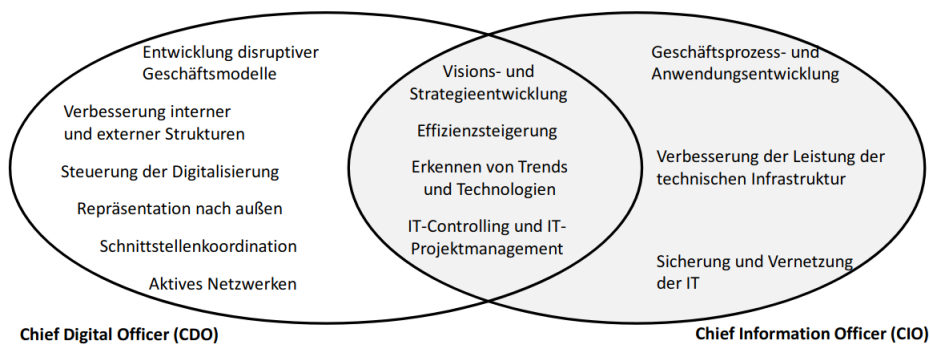 Entwicklung disruptiver
Geschäftsmodelle
Verbesserung interner
und externer Strukturen
Steuerung der Digitalisierung
Repräsentation nach außen
Schnittstellenkoordination
Aktives Netzwerken
Visions- und
Strategieentwicklung
Effizienzsteigerung
Erkennen von Trends
und Technologien
IT-Controlling und IT-
Projektmanagement
Geschäftsprozess- und
Anwendungsentwicklung
Verbesserung der Leistung der
technischen Infrastruktur
Sicherung und Vernetzung
der IT
Chief Digital Officer (CDO)
Chief Information Officer (CIO)